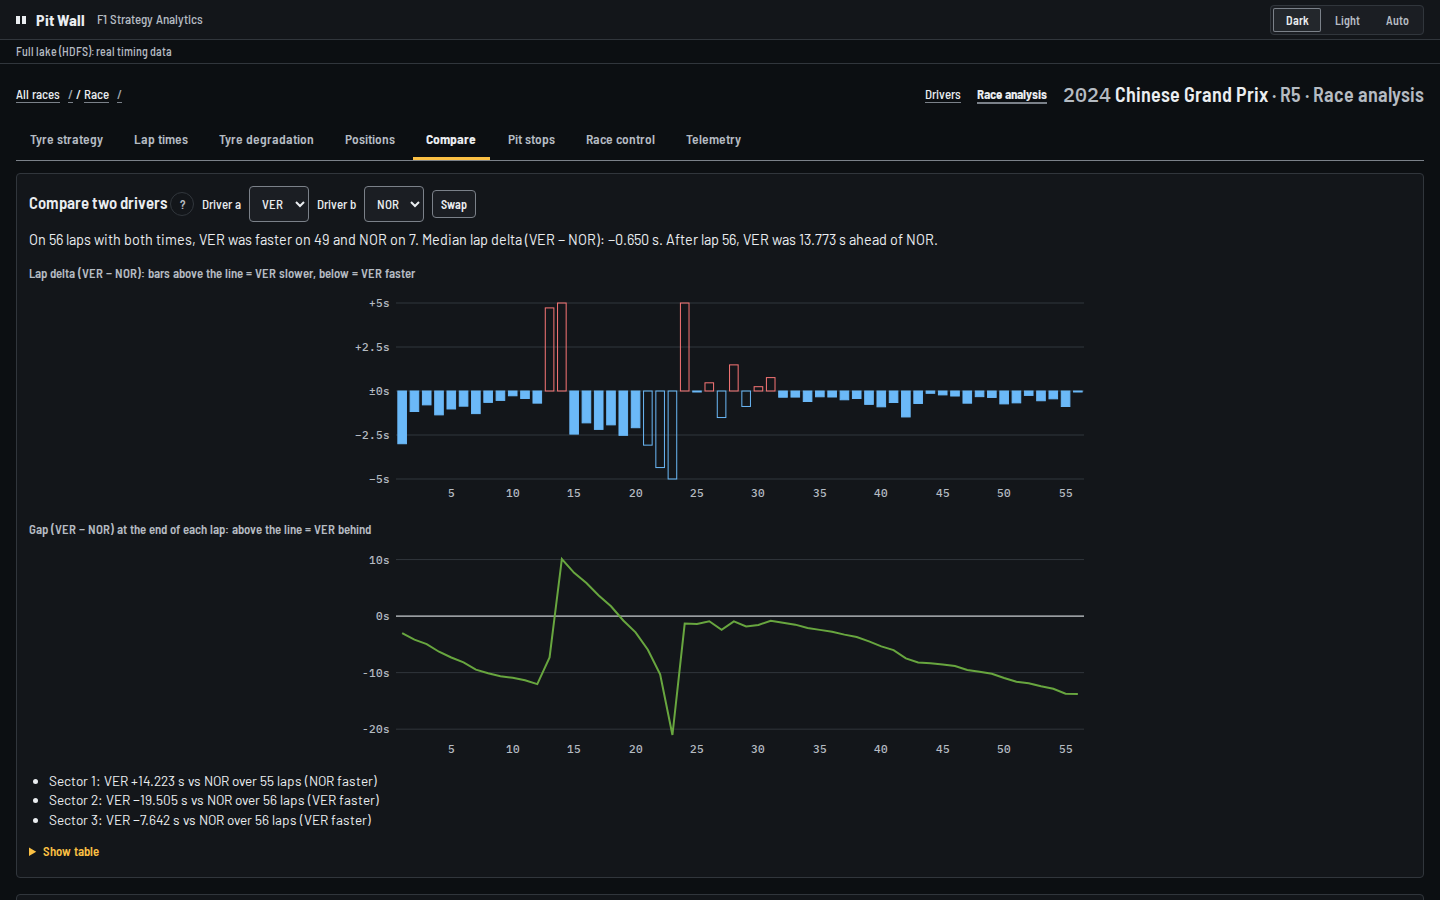 Pit Wall F1 Strategy Analytics Dark Light Auto
Full lake (HDFS): real timing data
All races / / Race / Drivers Race analysis 2024 Chinese Grand Prix · R5 · Race analysis
Tyre strategy Lap times Tyre degradation Positions Compare Pit stops Race control Telemetry
Compare two drivers ? Driver a VER Driver b NOR Swap
On 56 laps with both times, VER was faster on 49 and NOR on 7. Median lap delta (VER − NOR): −0.650 s. After lap 56, VER was 13.773 s ahead of NOR.
Lap delta (VER − NOR): bars above the line = VER slower, below = VER faster
+5s
+2.5s
±0s
−2.5s
−5s
5 10 15 20 25 30 35 40 45 50 55
Gap (VER − NOR) at the end of each lap: above the line = VER behind
10s
0s
-10s
-20s
5 10 15 20 25 30 35 40 45 50 55
Sector 1: VER +14.223 s vs NOR over 55 laps (NOR faster)
Sector 2: VER −19.505 s vs NOR over 56 laps (VER faster)
Sector 3: VER −7.642 s vs NOR over 56 laps (VER faster)
Show table